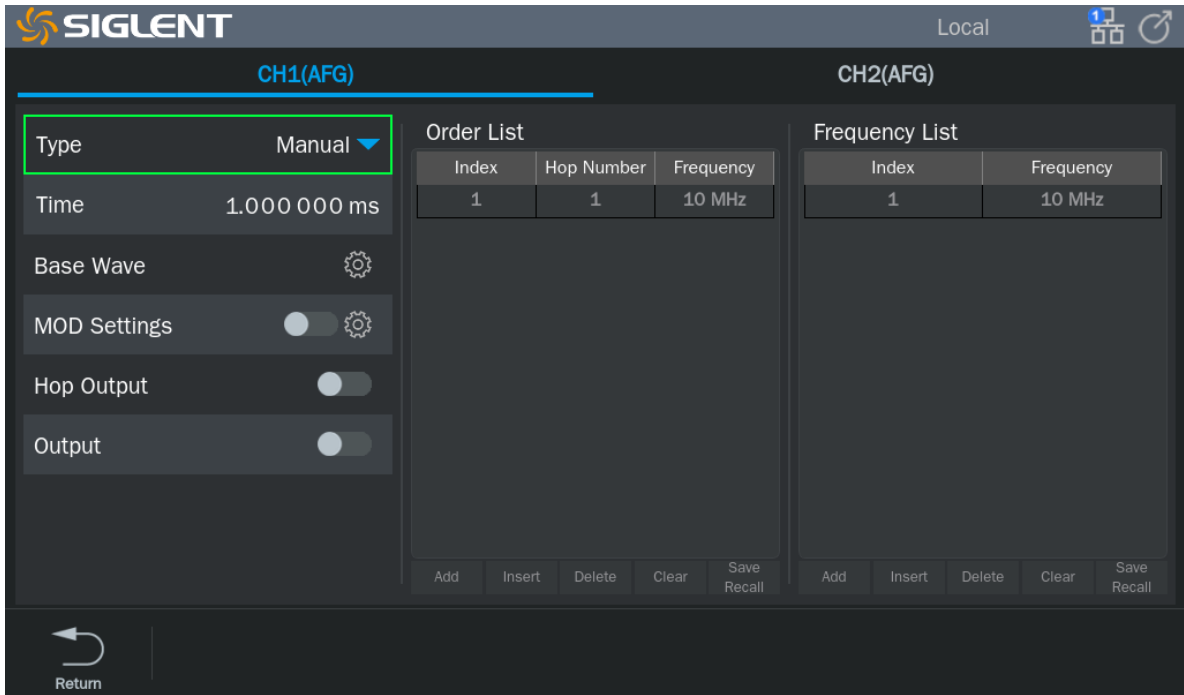 SIGLENT
Local
1
CH1(AFG)
CH2(AFG)
Type Manual
Time 1.000 000 ms
Base Wave
MOD Settings
Hop Output
Output
Order List
Index Hop Number Frequency
1 1 10 MHz
Add Insert Delete Clear Save Recall
Frequency List
Index Frequency
1 10 MHz
Add Insert Delete Clear Save Recall
Return